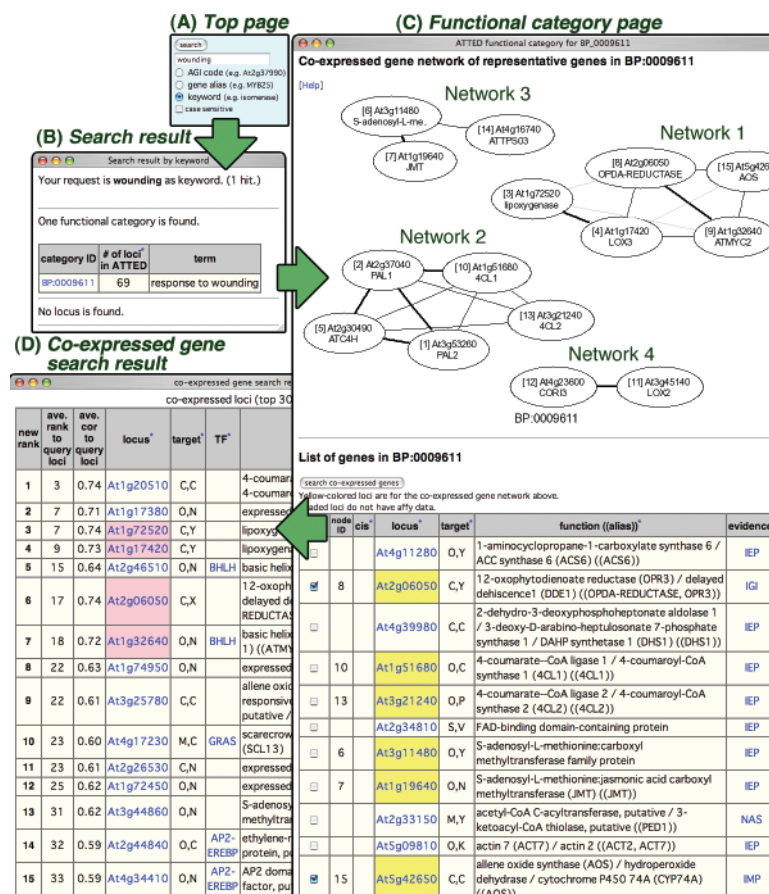 (A) Top page
search
wounding
AGI code (e.g. At2g37990)
gene alias (e.g. MYB25)
keyword (e.g. isomerase)
case sensitive
(B) Search result
Search result by keyword
Your request is wounding as keyword. (1 hit.)
One functional category is found.
category ID
# of loci* in ATTED
term
BP:0009611 69 response to wounding
No locus is found.
(C) Functional category page
ATTED functional category for BP_0009611
Co-expressed gene network of representative genes in BP:0009611
[Help]
Network 3
[6] At3g11480
S-adenosyl-L-me..
[14] At4g16740
ATTPS03
[7] At1g19640
JMT
Network 1
[8] At2g06050
OPDA-REDUCTASE
[15] At5g426
AOS
[3] At1g72520
lipoxygenase
[4] At1g17420
LOX3
[9] At1g32640
ATMYC2
Network 2
[2] At2g37040
PAL1
[10] At1g51680
4CL1
[13] At3g21240
4CL2
[5] At2g30490
ATC4H
[1] At3g53260
PAL2
Network 4
[12] At4g23600
CORI3
[11] At3g45140
LOX2
BP:0009611
List of genes in BP:0009611
search co-expressed genes
Yellow-colored loci are for the co-expressed gene network above.
aded loci do not have affy data.
node ID
cis*
locus*
target*
function ((alias))*
evidence
At4g11280 O,Y 1-aminocyclopropane-1-carboxylate synthase 6 /
ACC synthase 6 (ACS6) ((ACS6)) IEP
8 At2g06050 C,Y 12-oxophytodienoate reductase (OPR3) / delayed
dehiscence1 (DDE1) ((OPDA-REDUCTASE, OPR3)) IGI
At4g39980 C,C 2-dehydro-3-deoxyphosphoheptonate aldolase 1
/ 3-deoxy-D-arabino-heptulosonate 7-phosphate
synthase 1 / DAHP synthetase 1 (DHS1) ((DHS1)) IEP
10 At1g51680 O,C 4-coumarate--CoA ligase 1 / 4-coumaroyl-CoA
synthase 1 (4CL1) ((4CL1)) IEP
13 At3g21240 O,P 4-coumarate--CoA ligase 2 / 4-coumaroyl-CoA
synthase 2 (4CL2) ((4CL2)) IEP
At2g34810 S,V FAD-binding domain-containing protein IEP
6 At3g11480 O,Y S-adenosyl-L-methionine:carboxyl
methyltransferase family protein IEP
7 At1g19640 O,N S-adenosyl-L-methionine:jasmonic acid carboxyl
methyltransferase (JMT) ((JMT)) IEP
At2g33150 M,Y acetyl-CoA C-acyltransferase, putative / 3-
ketoacyl-CoA thiolase, putative ((PED1)) NAS
At5g09810 O,K actin 7 (ACT7) / actin 2 ((ACT2, ACT7)) IEP
15 At5g42650 C,C allene oxide synthase (AOS) / hydroperoxide
dehydrase / cytochrome P450 74A (CYP74A)
((AOS)) IMP
(D) Co-expressed gene
search result
co-expressed gene search re
co-expressed loci (top 30
new rank
ave. rank to query loci
ave. cor to query loci
locus*
target*
TF*
1 3 0.74 At1g20510 C,C 4-coumara
4-coumar
2 7 0.71 At1g17380 O,N expressed
3 7 0.74 At1g72520 C,Y lipoxyg
4 9 0.73 At1g17420 C,Y lipoxygen
5 15 0.64 At2g46510 O,N BHLH basic helix
6 17 0.74 At2g06050 C,X 12-oxoph
delayed de
REDUCTAS
7 18 0.72 At1g32640 O,N BHLH basic helix
1) ((ATMY
8 22 0.63 At1g74950 O,N expressed
9 22 0.61 At3g25780 C,C allene oxid
responsive
putative /
10 23 0.60 At4g17230 M,C GRAS scarecrow
(SCL13)
11 23 0.61 At2g26530 C,N expressed
12 25 0.62 At1g72450 O,N expressed
13 31 0.62 At3g44860 O,N S-adenosy
methyltran
14 32 0.59 At2g44840 O,C AP2-EREBP ethylene-r
protein, pu
15 33 0.59 At4g34410 O,N AP2-EREBP AP2 doma
factor, pu